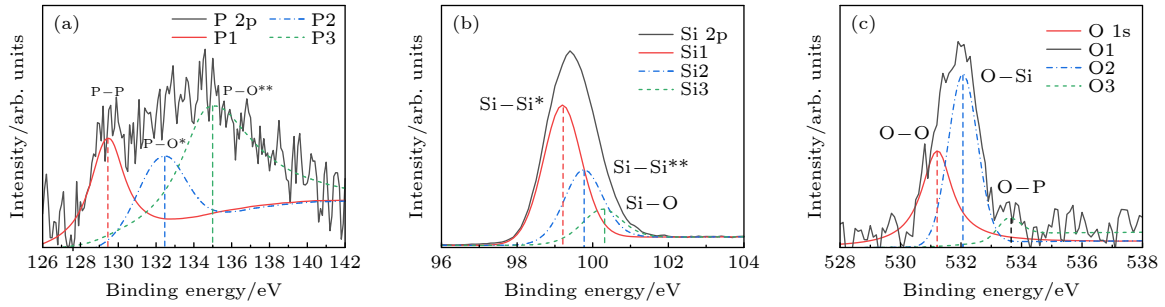 (a)
P 2p
P1
P2
P3
P−P
P−O*
P−O**
Intensity/arb. units
126 128 130 132 134 136 138 140 142
Binding energy/eV
(b)
Si 2p
Si1
Si2
Si3
Si−Si*
Si−Si**
Si−O
Intensity/arb. units
96 98 100 102 104
Binding energy/eV
(c)
O 1s
O1
O2
O3
O−Si
O−O
O−P
Intensity/arb. units
528 530 532 534 536 538
Binding energy/eV